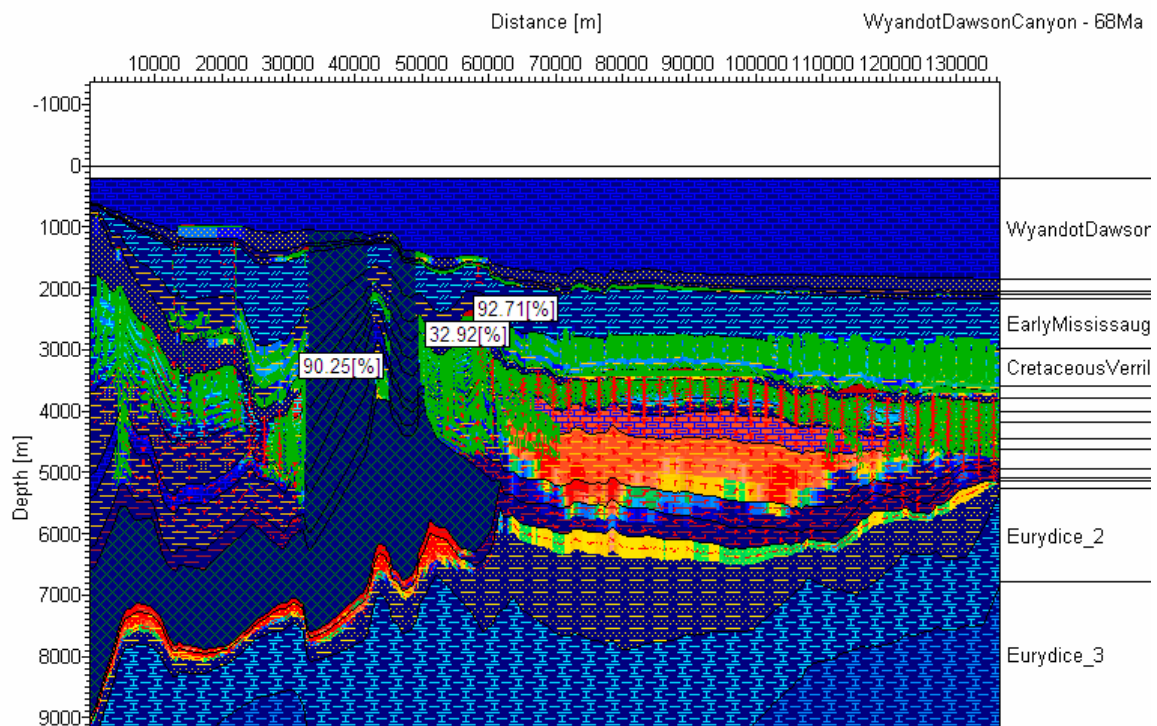 Distance [m]
WyandotDawsonCanyon - 68Ma
10000 20000 30000 40000 50000 60000 70000 80000 90000 100000 110000 120000 130000
-1000
0
1000
WyandotDawson
2000
92.71[%]
EarlyMississaug
32.92[%]
3000
90.25[%]
CretaceousVerril
4000
Depth [m]
5000
6000
Eurydice_2
7000
8000
Eurydice_3
9000